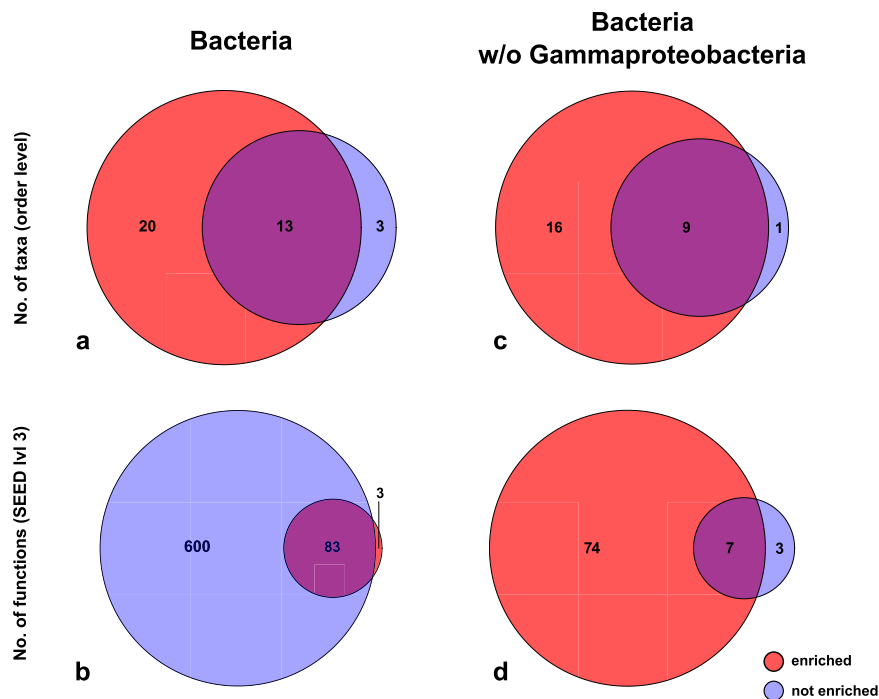 Bacteria
Bacteria
w/o Gammaproteobacteria
No. of taxa (order level)
20
13
3
a
16
9
1
c
No. of functions (SEED lvl 3)
600
83
3
b
74
7
3
d
enriched
not enriched